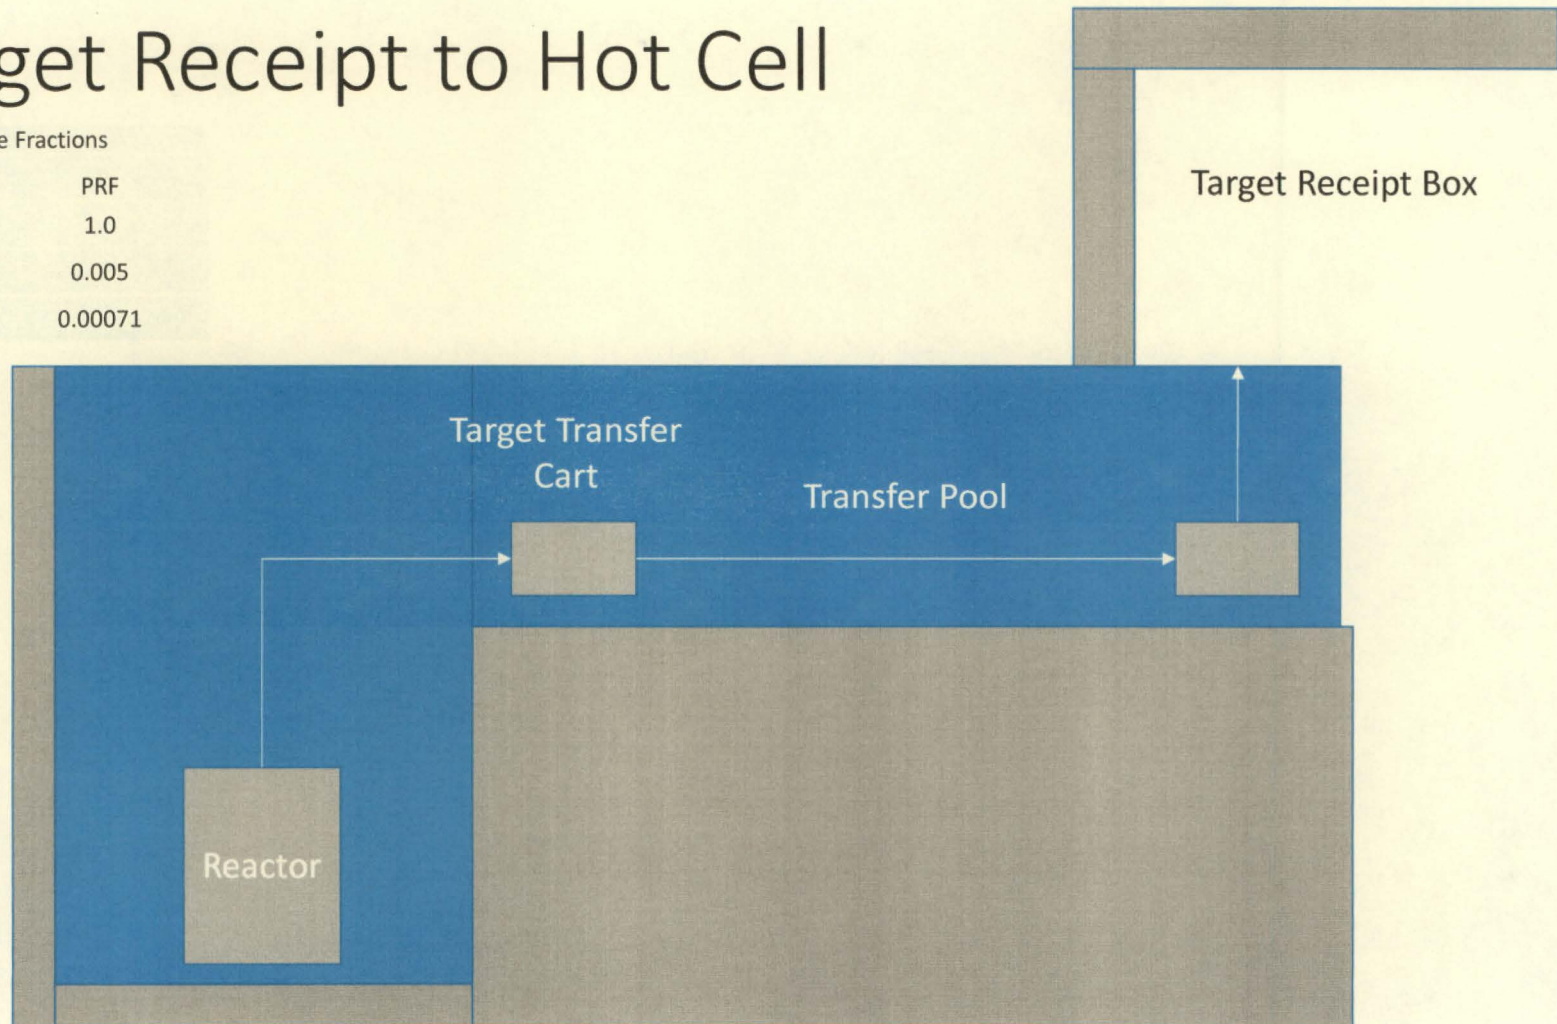 get Receipt to Hot Cell
e Fractions
PRF
1.0
0.005
0.00071
Target Receipt Box
Target Transfer
Cart
Transfer Pool
Reactor